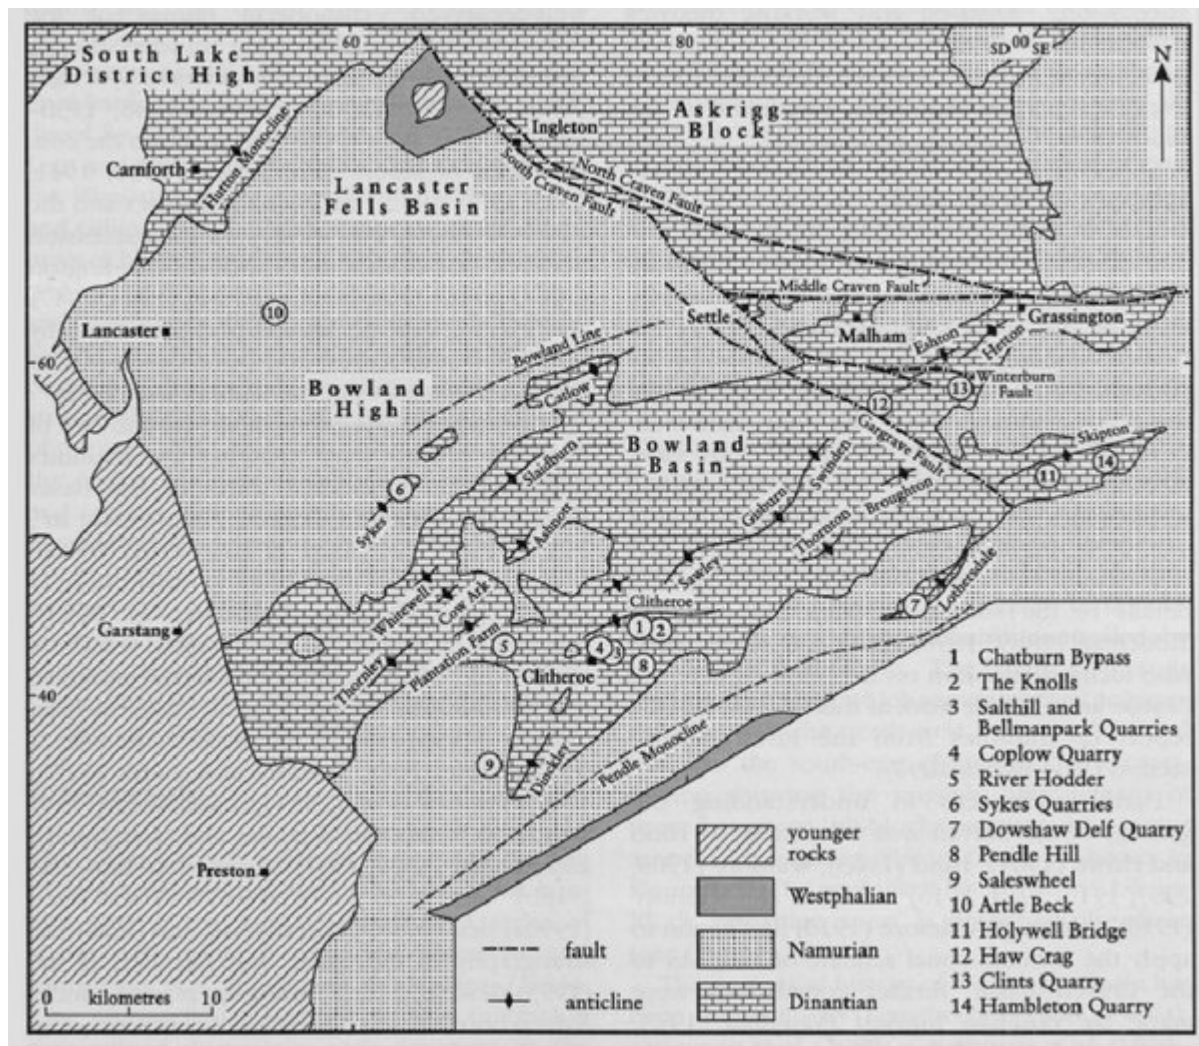 60
80
00
SD
SE
N
South Lake
District High
Askrigg
Block
Ingleton
Hutton Monocline
Carnforth
North Craven Fault
South Craven Fault
Lancaster
Fells Basin
Middle Craven Fault
10
Settle
Grassington
Lancaster
Malham
Eshton
Hetton
Bowland Line
60
Winterburn
Fault
13
Bowland
High
Catlow
12
Gargrave Fault
Skipton
Bowland
Basin
14
11
Slaidburn
Swinden
6
Broughton
Gisburn
Sykes
Ashnott
Thornton
Sawley
Lothersdale
Whitewell
Cow Ark
Clitheroe
7
1
2
Garstang
Plantation Farm
5
4
3
8
Thornley
Clitheroe
40
Pendle Monocline
9
Dinckley
Preston
1 Chatburn Bypass
2 The Knolls
3 Salthill and
Bellmanpark Quarries
4 Coplow Quarry
5 River Hodder
6 Sykes Quarries
7 Dowshaw Delf Quarry
8 Pendle Hill
9 Saleswheel
10 Artle Beck
11 Holywell Bridge
12 Haw Crag
13 Clints Quarry
14 Hambleton Quarry
younger
rocks
Westphalian
fault
Namurian
anticline
Dinantian
0 kilometres 10